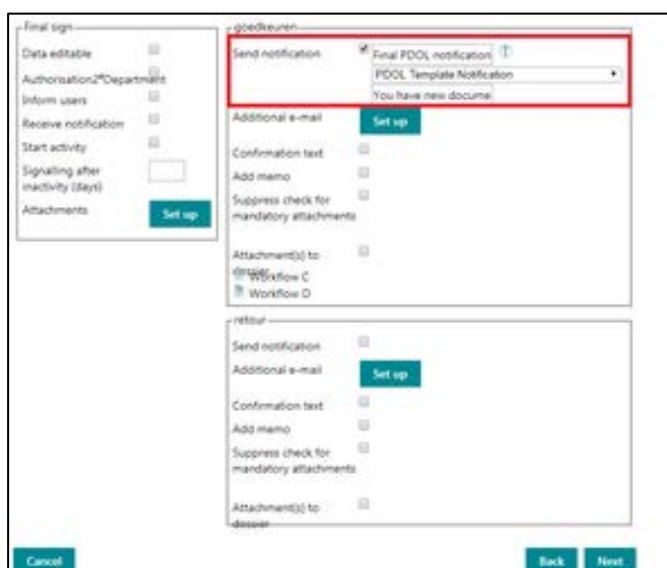 Final sign
Data editable
Authorisation2*Department
Inform users
Receive notification
Start activity
Signalling after
inactivity (days)
Attachments
Set up
goedkeuren
Send notification
Final PDOL notification
PDOL Template Notification
You have new docume
Additional e-mail
Set up
Confirmation text
Add memo
Suppress check for
mandatory attachments
Attachment(s) to
dossier
Workflow C
Workflow D
retour
Send notification
Additional e-mail
Set up
Confirmation text
Add memo
Suppress check for
mandatory attachments
Attachment(s) to
dossier
Cancel
Back
Next